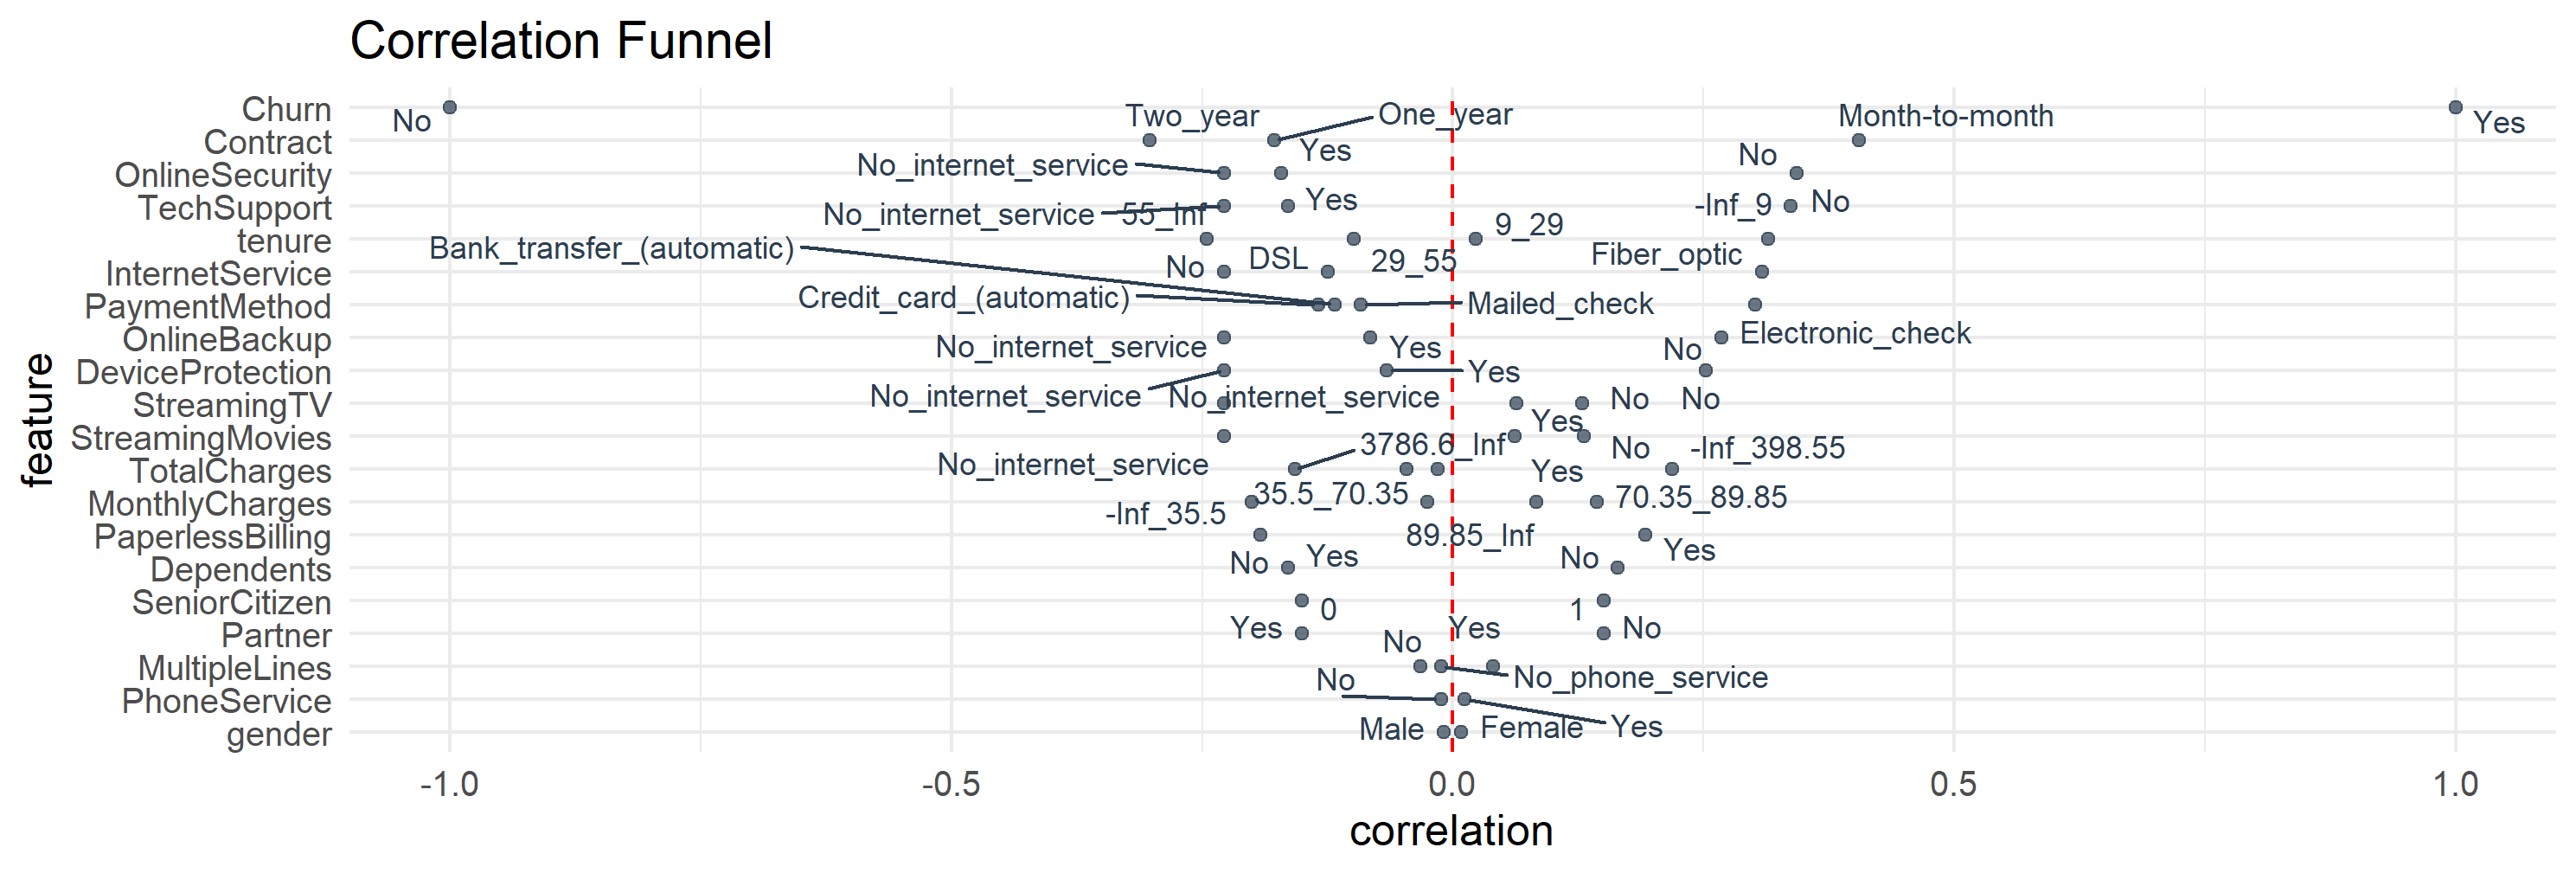 Correlation Funnel
feature
Churn
Contract
OnlineSecurity
TechSupport
tenure
InternetService
PaymentMethod
OnlineBackup
DeviceProtection
StreamingTV
StreamingMovies
TotalCharges
MonthlyCharges
PaperlessBilling
Dependents
SeniorCitizen
Partner
MultipleLines
PhoneService
gender
No
Two_year
One_year
Month-to-month
Yes
No_internet_service
Yes
No
No_internet_service
55_Inf
Yes
-Inf_9
No
Bank_transfer_(automatic)
9_29
No
DSL
29_55
Fiber_optic
Credit_card_(automatic)
Mailed_check
No_internet_service
Yes
No
Electronic_check
No_internet_service
No_internet_service
Yes
No
No
Yes
No_internet_service
3786.6_Inf
Yes
No
-Inf_398.55
-Inf_35.5
35.5_70.35
89.85_Inf
70.35_89.85
No
Yes
No
Yes
0
1
Yes
No
Yes
No
No
No_phone_service
Male
Female
Yes
-1.0
-0.5
0.0
0.5
1.0
correlation